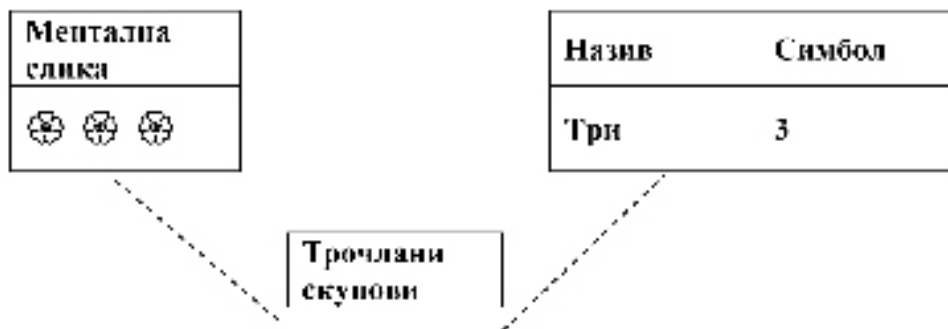 Ментална
слика
Назив Симбол
Три 3
Трочлани
скупови